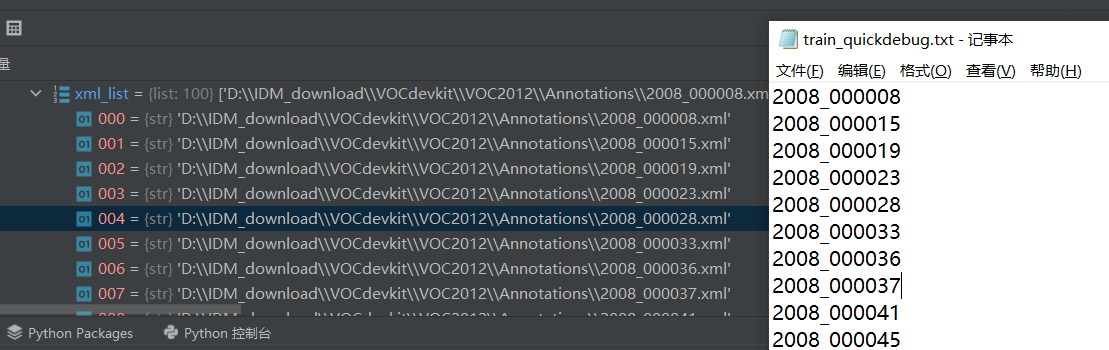 量
xml_list = {list: 100} ['D:\\IDM_download\\VOCdevkit\\VOC2012\\Annotations\\2008_000008.xm
000 = {str} 'D:\\IDM_download\\VOCdevkit\\VOC2012\\Annotations\\2008_000008.xml'
001 = {str} 'D:\\IDM_download\\VOCdevkit\\VOC2012\\Annotations\\2008_000015.xml'
002 = {str} 'D:\\IDM_download\\VOCdevkit\\VOC2012\\Annotations\\2008_000019.xml'
003 = {str} 'D:\\IDM_download\\VOCdevkit\\VOC2012\\Annotations\\2008_000023.xml'
004 = {str} 'D:\\IDM_download\\VOCdevkit\\VOC2012\\Annotations\\2008_000028.xml'
005 = {str} 'D:\\IDM_download\\VOCdevkit\\VOC2012\\Annotations\\2008_000033.xml'
006 = {str} 'D:\\IDM_download\\VOCdevkit\\VOC2012\\Annotations\\2008_000036.xml'
007 = {str} 'D:\\IDM_download\\VOCdevkit\\VOC2012\\Annotations\\2008_000037.xml'
Python Packages Python 控制台
train_quickdebug.txt - 记事本
文件(F) 编辑(E) 格式(O) 查看(V) 帮助(H)
2008_000008
2008_000015
2008_000019
2008_000023
2008_000028
2008_000033
2008_000036
2008_000037
2008_000041
2008_000045